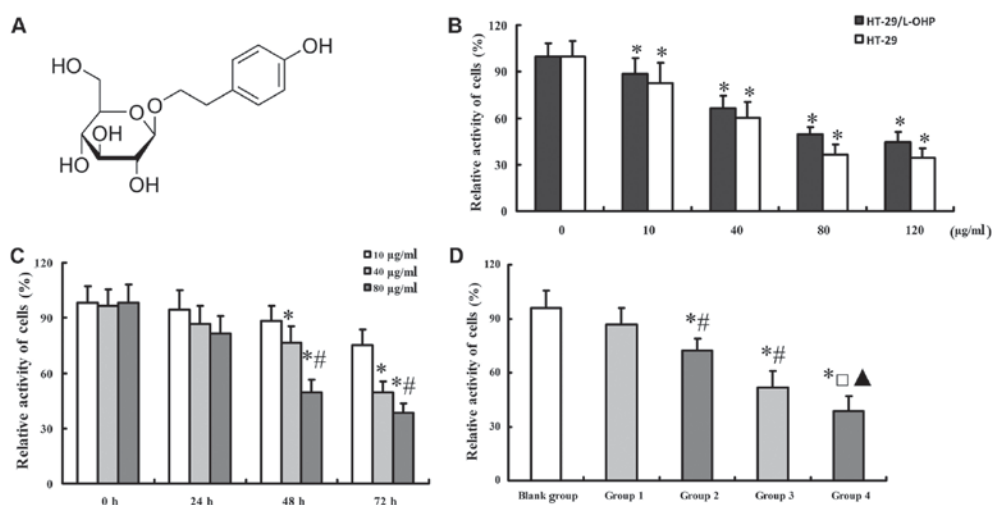 A
HO
OH
O
O
OH
HO
OH
B
Relative activity of cells (%)
120
90
60
30
0
HT-29/L-OHP
HT-29
* *
* *
* *
* *
0 10 40 80 120 (µg/ml)
C
Relative activity of cells (%)
120
90
60
30
0
10 µg/ml
40 µg/ml
80 µg/ml
*
*#
*
*#
0 h 24 h 48 h 72 h
D
Relative activity of cells (%)
120
90
60
30
0
*#
*#
*□ ▲
Blank group Group 1 Group 2 Group 3 Group 4